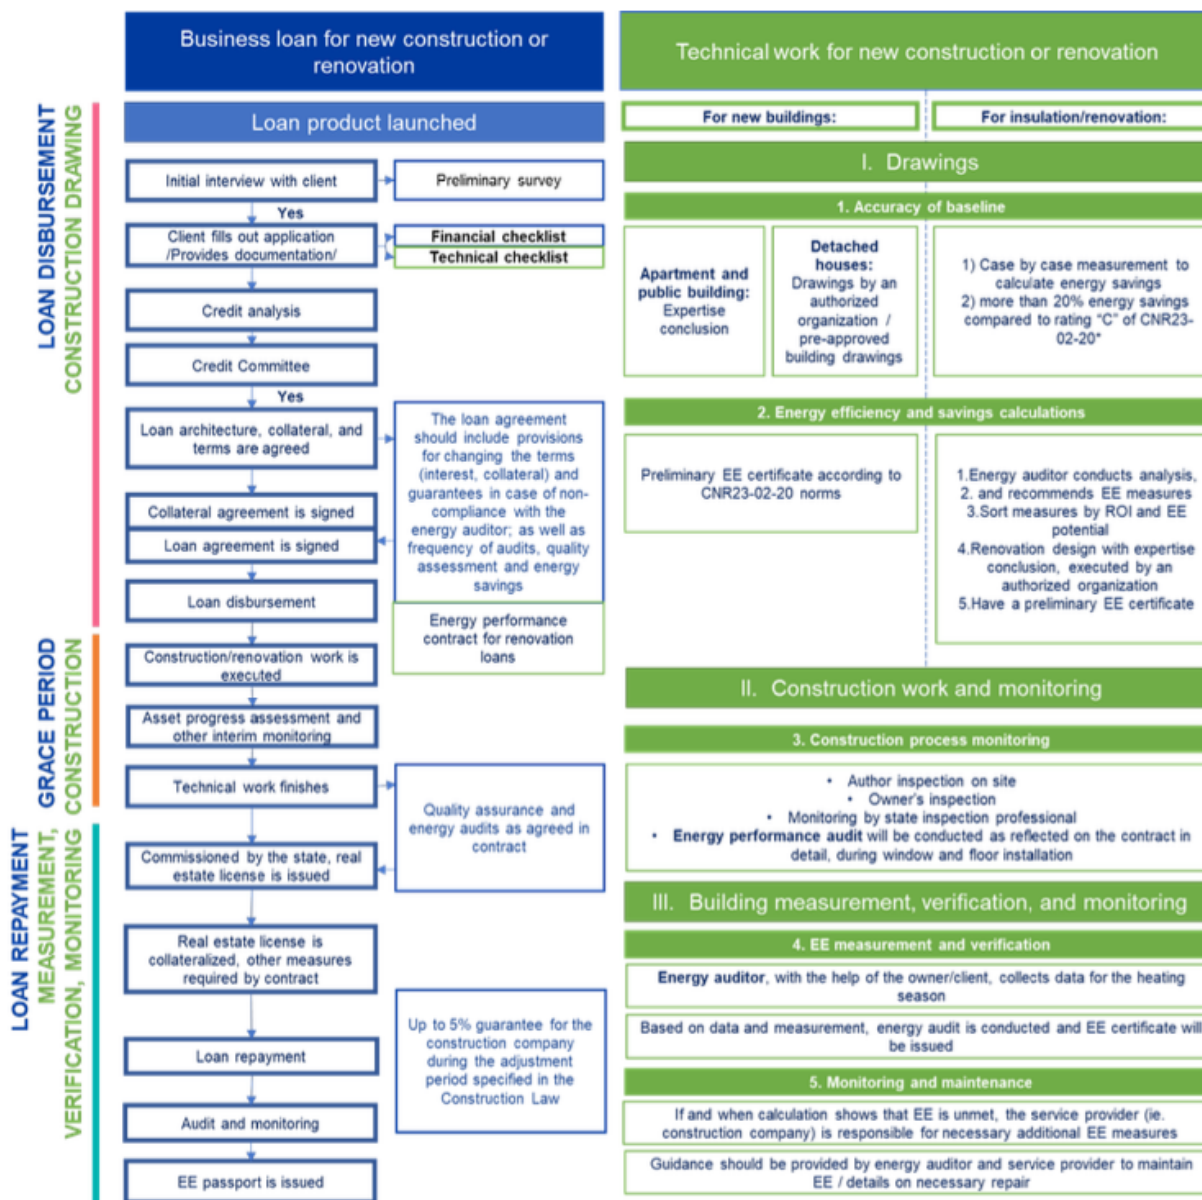 Business loan for new construction or
renovation
Loan product launched
LOAN DISBURSEMENT
CONSTRUCTION DRAWING
Initial interview with client
Preliminary survey
Yes
Client fills out application
/Provides documentation/
Financial checklist
Technical checklist
Credit analysis
Credit Committee
Yes
Loan architecture, collateral, and
terms are agreed
The loan agreement
should include provisions
for changing the terms
(interest, collateral) and
guarantees in case of non-
compliance with the
energy auditor; as well as
frequency of audits, quality
assessment and energy
savings
Collateral agreement is signed
Loan agreement is signed
Loan disbursement
Energy performance
contract for renovation
loans
GRACE PERIOD
CONSTRUCTION
Construction/renovation work is
executed
Asset progress assessment and
other interim monitoring
Technical work finishes
Quality assurance and
energy audits as agreed in
contract
LOAN REPAYMENT
MEASUREMENT,
VERIFICATION, MONITORING
Commissioned by the state, real
estate license is issued
Real estate license is
collateralized, other measures
required by contract
Up to 5% guarantee for the
construction company
during the adjustment
period specified in the
Construction Law
Loan repayment
Audit and monitoring
EE passport is issued
Technical work for new construction or renovation
For new buildings:
For insulation/renovation:
I. Drawings
1. Accuracy of baseline
Apartment and
public building:
Expertise
conclusion
Detached
houses:
Drawings by an
authorized
organization /
pre-approved
building drawings
1) Case by case measurement to
calculate energy savings
2) more than 20% energy savings
compared to rating "C" of CNR23-
02-20*
2. Energy efficiency and savings calculations
Preliminary EE certificate according to
CNR23-02-20 norms
1.Energy auditor conducts analysis,
2. and recommends EE measures
3.Sort measures by ROI and EE
potential
4.Renovation design with expertise
conclusion, executed by an
authorized organization
5.Have a preliminary EE certificate
II. Construction work and monitoring
3. Construction process monitoring
• Author inspection on site
• Owner's inspection
• Monitoring by state inspection professional
• Energy performance audit will be conducted as reflected on the contract in
detail, during window and floor installation
III. Building measurement, verification, and monitoring
4. EE measurement and verification
Energy auditor, with the help of the owner/client, collects data for the heating
season
Based on data and measurement, energy audit is conducted and EE certificate will
be issued
5. Monitoring and maintenance
If and when calculation shows that EE is unmet, the service provider (ie.
construction company) is responsible for necessary additional EE measures
Guidance should be provided by energy auditor and service provider to maintain
EE / details on necessary repair